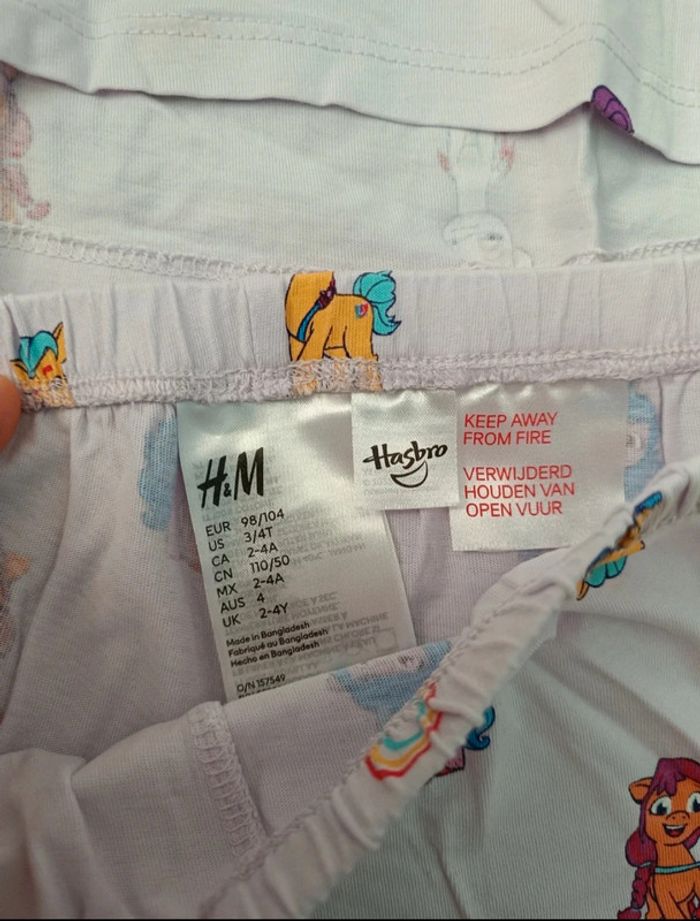 H&M
EUR 98/104
US 3/4T
CA 2-4A
CN 110/50
MX 2-4A
AUS 4
UK 2-4Y
Made in Bangladesh
Fabriqué au Bangladesh
Hecho en Bangladesh
O/N 157549
Hasbro
KEEP AWAY
FROM FIRE
VERWIJDERD
HOUDEN VAN
OPEN VUUR